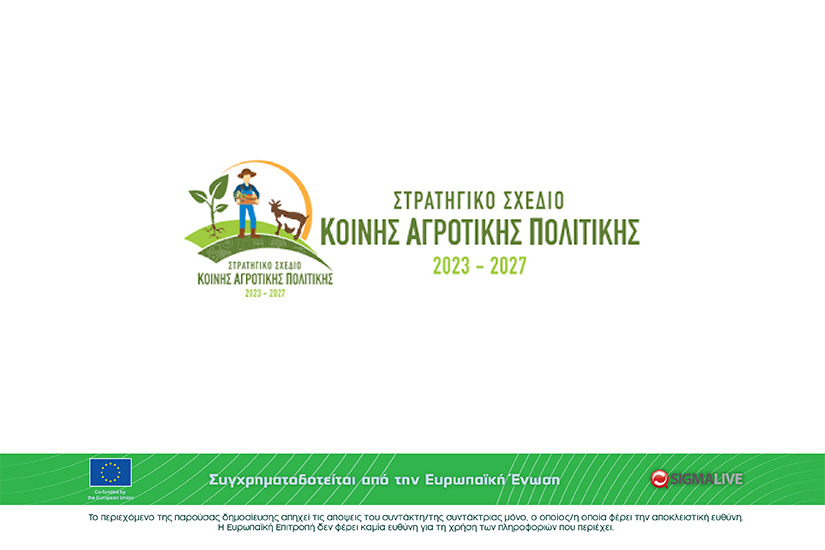 ΣΤΡΑΤΗΓΙΚΟ ΣΧΕΔΙΟ
ΚΟΙΝΗΣ ΑΓΡΟΤΙΚΗΣ ΠΟΛΙΤΙΚΗΣ
2023 - 2027
ΣΤΡΑΤΗΓΙΚΟ ΣΧΕΔΙΟ
ΚΟΙΝΗΣ ΑΓΡΟΤΙΚΗΣ ΠΟΛΙΤΙΚΗΣ
2023 - 2027
Co-funded by
the European Union
Συγχρηματοδοτείται από την Ευρωπαϊκή Ένωση
SIGMALIVE
Το περιεχόμενο της παρούσας δημοσίευσης απηχεί τις απόψεις του συντάκτη/της συντάκτριας μόνο, ο οποίος/η οποία φέρει την αποκλειστική ευθύνη.
Η Ευρωπαϊκή Επιτροπή δεν φέρει καμία ευθύνη για τη χρήση των πληροφοριών που περιέχει.